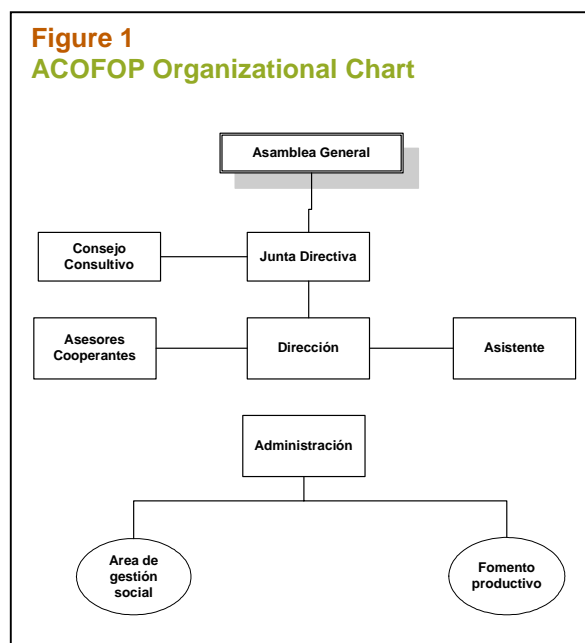 Figure 1
ACOFOP Organizational Chart
Asamblea General
Consejo
Consultivo
Junta Directiva
Asesores
Cooperantes
Dirección
Asistente
Administración
Area de
gestión
social
Fomento
productivo